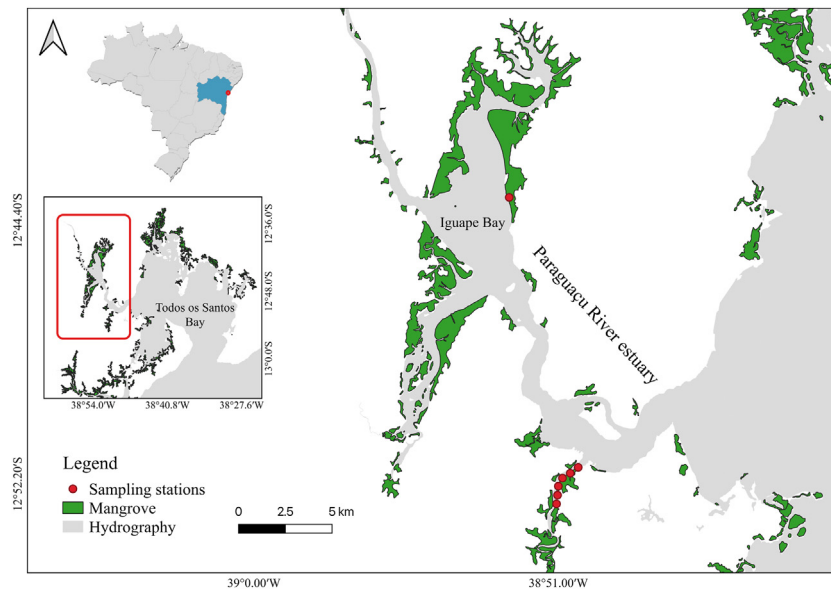 12°44.40'S
12°52.20'S
39°0.00'W
38°51.00'W
Iguape Bay
Paraguaçu River estuary
12°36.0'S
12°48.0'S
13°0.0'S
Todos os Santos
Bay
38°54.0'W
38°40.8'W
38°27.6'W
Legend
Sampling stations
Mangrove
Hydrography
0 2.5 5 km